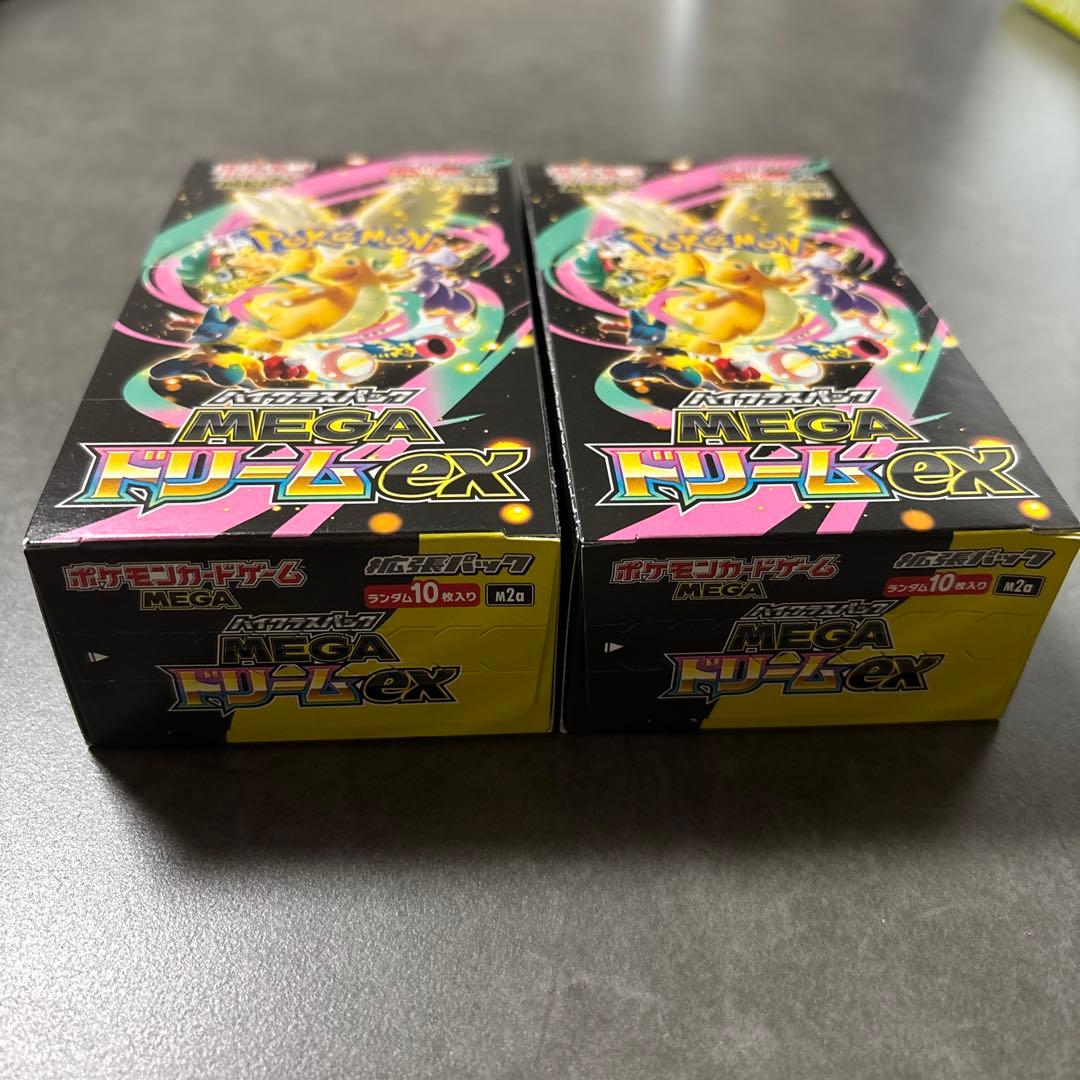 POKÉMON
ハイクラスパック
MEGA
ドリームex
ポケモンカードゲーム
MEGA
拡張パック
ランダム10枚入り
M2a
ハイクラスパック
MEGA
ドリームex
POKÉMON
ハイクラスパック
MEGA
ドリームex
ポケモンカードゲーム
MEGA
拡張パック
ランダム10枚入り
M2a
ハイクラスパック
MEGA
ドリームex